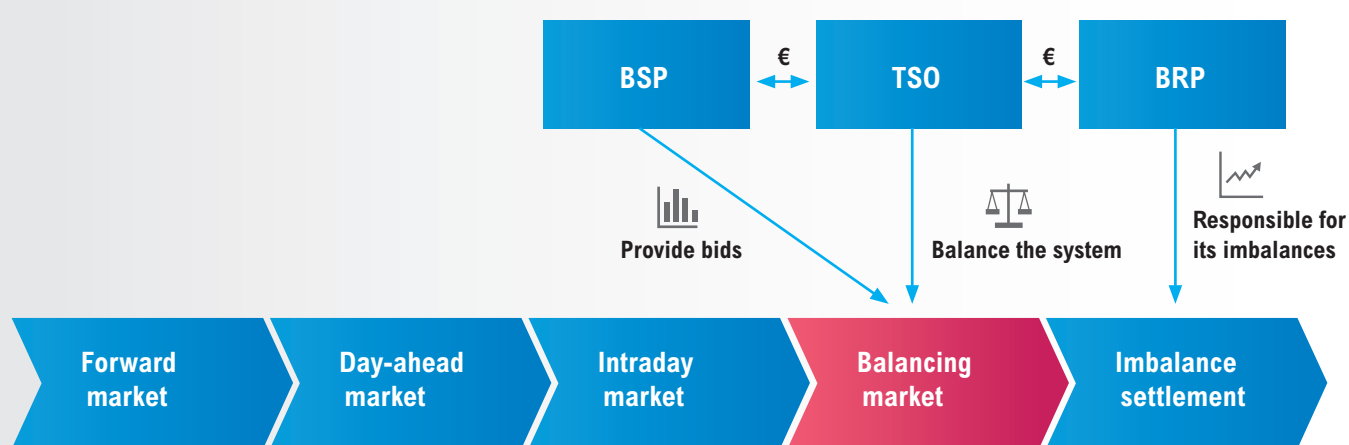 BSP
€
TSO
€
BRP
Provide bids
Balance the system
Responsible for
its imbalances
Forward
market
Day-ahead
market
Intraday
market
Balancing
market
Imbalance
settlement